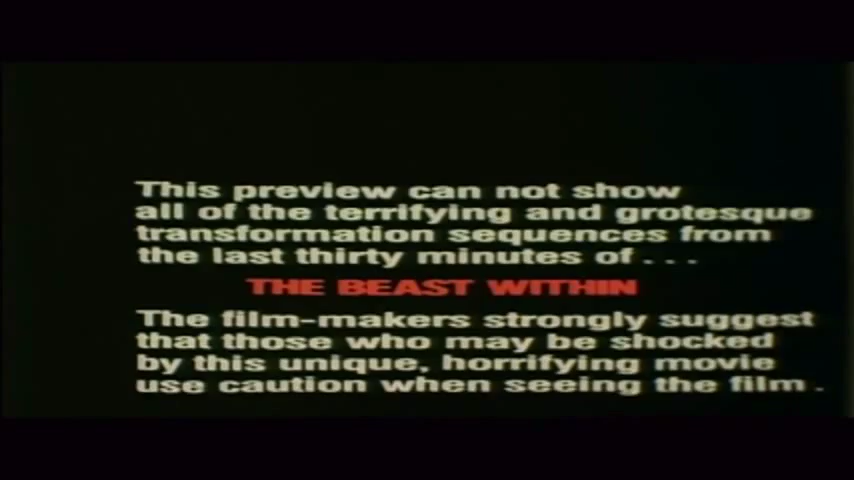 This preview can not show
all of the terrifying and grotesque
transformation sequences from
the last thirty minutes of...
THE BEAST WITHIN
The film-makers strongly suggest
that those who may be shocked
by this unique, horrifying movie
use caution when seeing the film.